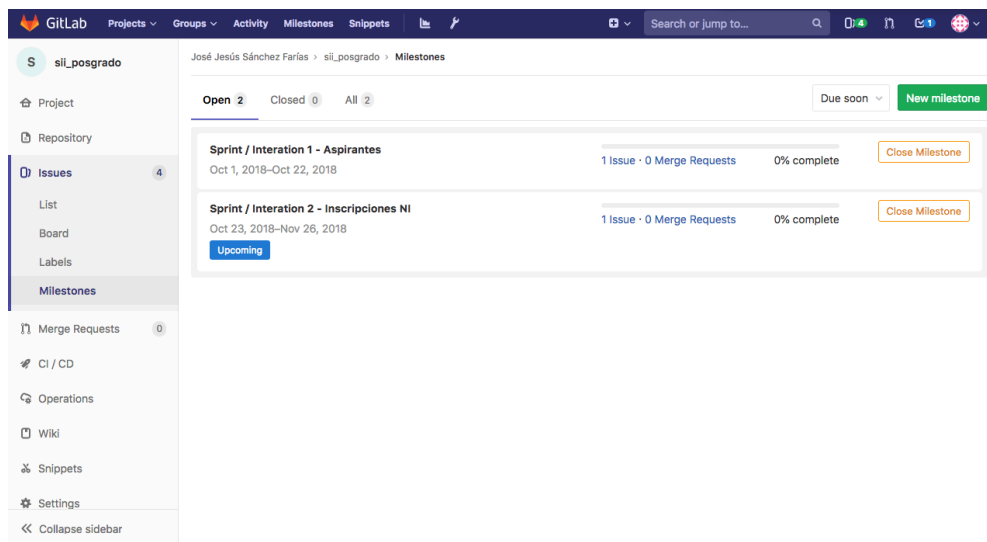 GitLab Projects Groups Activity Milestones Snippets Search or jump to... 4 1
S sii_posgrado
José Jesús Sánchez Farías › sii_posgrado › Milestones
Project
Repository
Issues 4
List
Board
Labels
Milestones
Merge Requests 0
CI / CD
Operations
Wiki
Snippets
Settings
Collapse sidebar
Open 2 Closed 0 All 2 Due soon New milestone
Sprint / Interation 1 - Aspirantes
Oct 1, 2018–Oct 22, 2018
1 Issue · 0 Merge Requests 0% complete
Close Milestone
Sprint / Interation 2 - Inscripciones NI
Oct 23, 2018–Nov 26, 2018
Upcoming
1 Issue · 0 Merge Requests 0% complete
Close Milestone